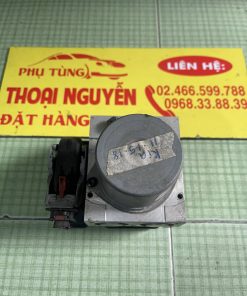 PHỤ TÙNG
LIÊN HỆ:
THOẠI NGUYỄN
02.466.599.788
0968.33.88.39
ĐẶT HÀNG